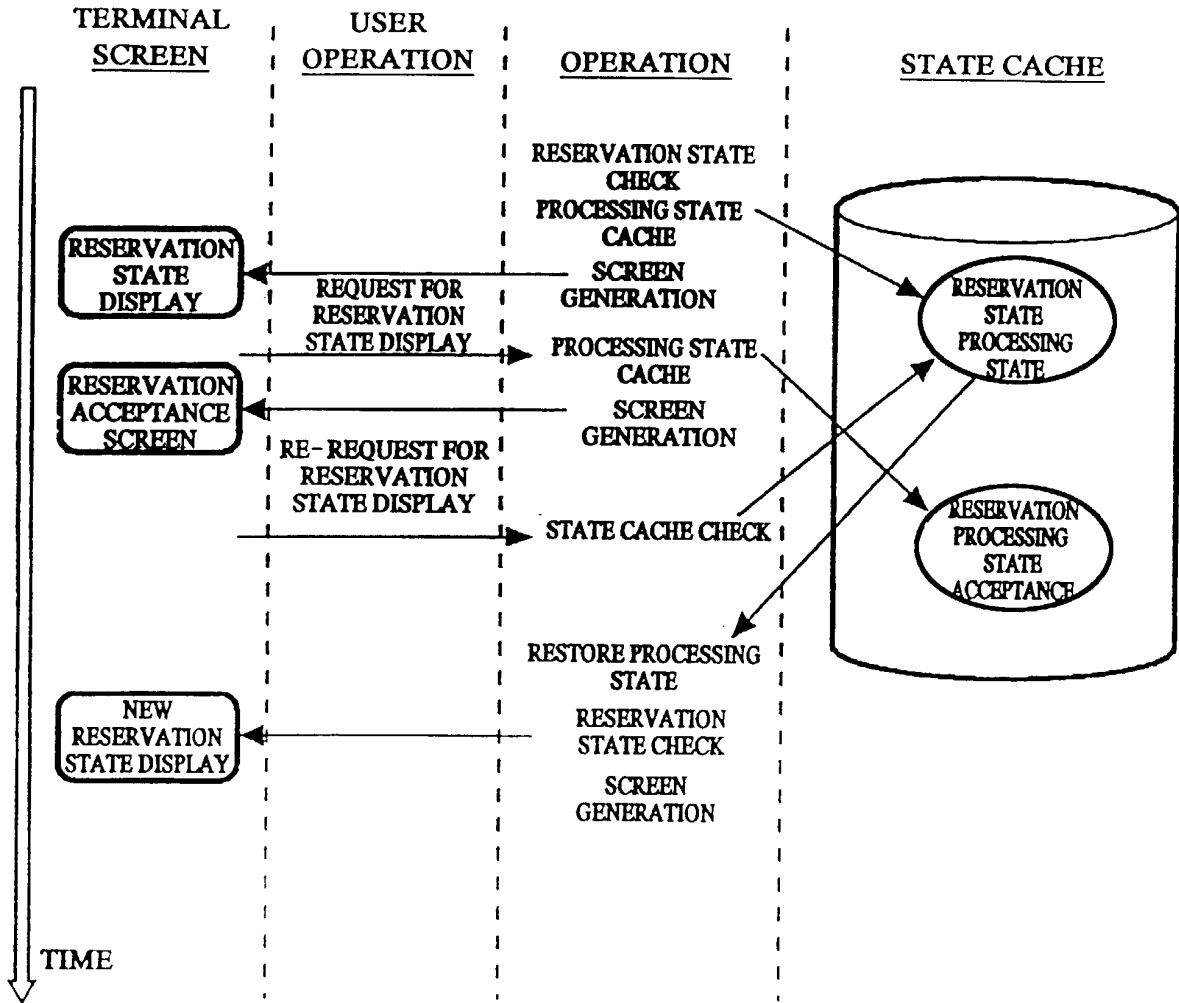 TERMINAL
SCREEN
USER
OPERATION
OPERATION
STATE CACHE
RESERVATION STATE
CHECK
PROCESSING STATE
CACHE
SCREEN
GENERATION
RESERVATION
STATE
DISPLAY
REQUEST FOR
RESERVATION
STATE DISPLAY
RESERVATION
STATE
PROCESSING
STATE
PROCESSING STATE
CACHE
SCREEN
GENERATION
RESERVATION
ACCEPTANCE
SCREEN
RE-REQUEST FOR
RESERVATION
STATE DISPLAY
STATE CACHE CHECK
RESERVATION
PROCESSING
STATE
ACCEPTANCE
RESTORE PROCESSING
STATE
RESERVATION
STATE CHECK
SCREEN
GENERATION
NEW
RESERVATION
STATE DISPLAY
TIME